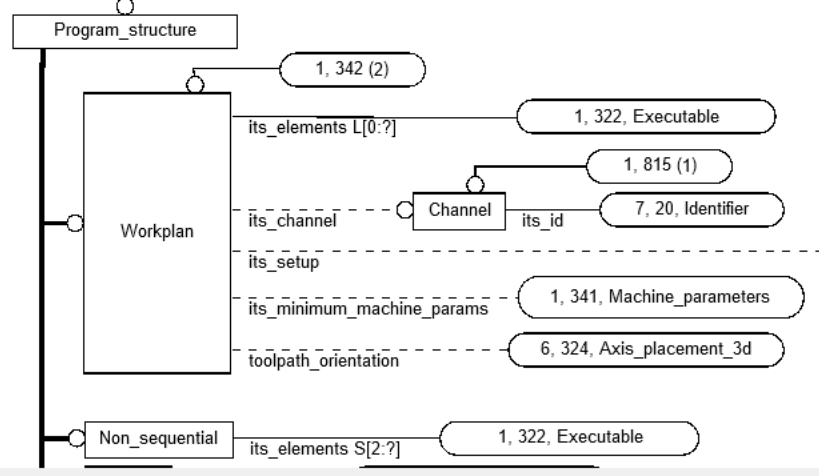 Program_structure
1, 342 (2)
its_elements L[0:?]
1, 322, Executable
1, 815 (1)
Workplan
its_channel
Channel
its_id
7, 20, Identifier
its_setup
its_minimum_machine_params
1, 341, Machine_parameters
toolpath_orientation
6, 324, Axis_placement_3d
Non_sequential
its_elements S[2:?]
1, 322, Executable